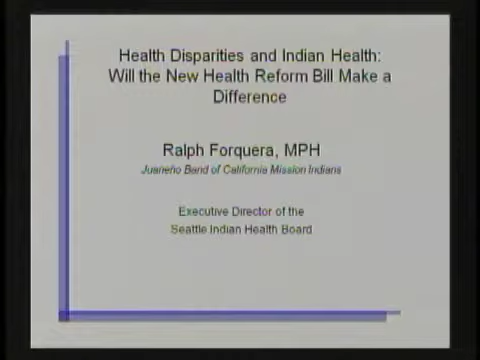 Health Disparities and Indian Health:
Will the New Health Reform Bill Make a
Difference
Ralph Forquera, MPH
Juaneño Band of California Mission Indians
Executive Director of the
Seattle Indian Health Board